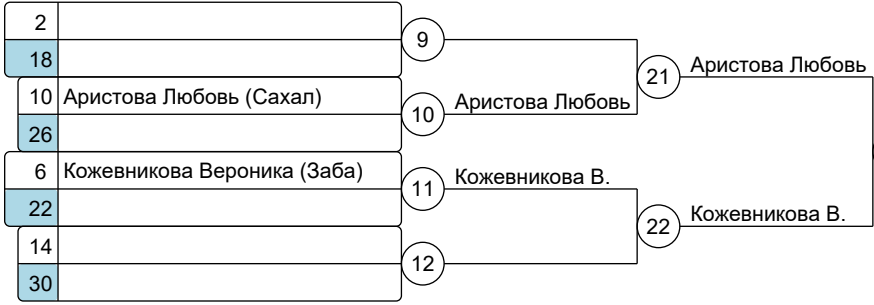 2
9
18
21 Аристова Любовь
10 Аристова Любовь (Сахал)
10 Аристова Любовь
26
6 Кожевникова Вероника (Заба)
11 Кожевникова В.
22
22 Кожевникова В.
14
12
30